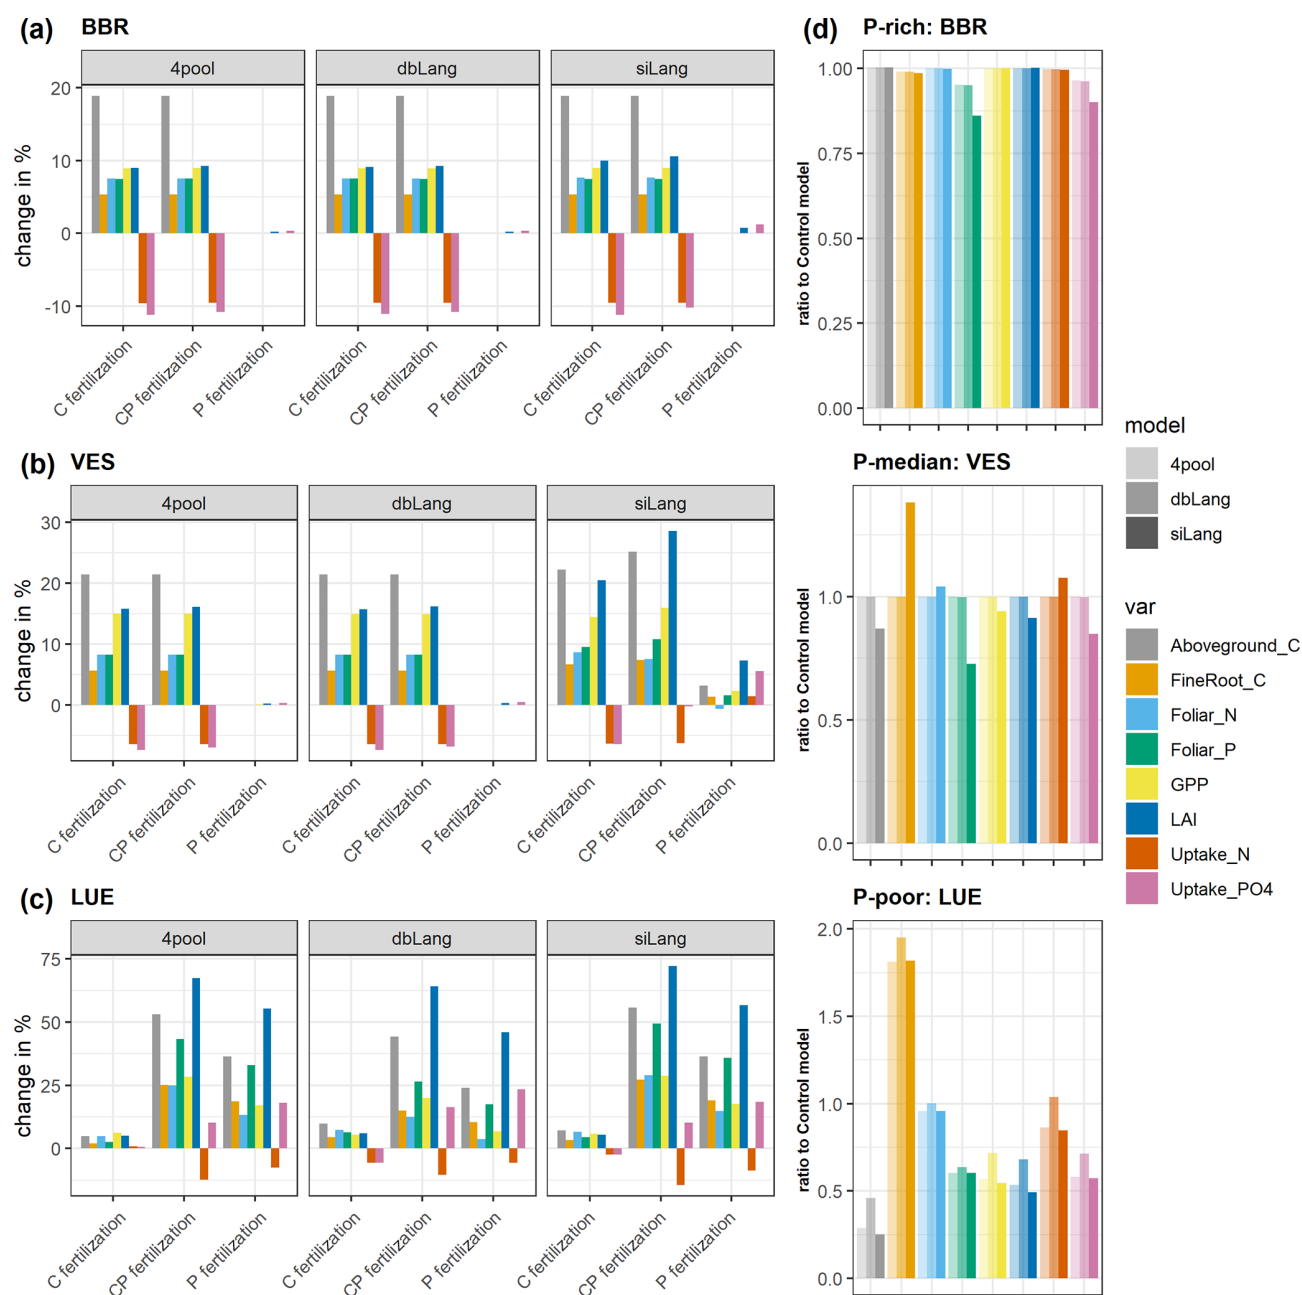 (a) BBR
4pool dbLang siLang
change in %
20
10
0
-10
C fertilization CP fertilization P fertilization C fertilization CP fertilization P fertilization C fertilization CP fertilization P fertilization
(b) VES
4pool dbLang siLang
change in %
30
20
10
0
C fertilization CP fertilization P fertilization C fertilization CP fertilization P fertilization C fertilization CP fertilization P fertilization
(c) LUE
4pool dbLang siLang
change in %
75
50
25
0
C fertilization CP fertilization P fertilization C fertilization CP fertilization P fertilization C fertilization CP fertilization P fertilization
(d) P-rich: BBR
ratio to Control model
1.00
0.75
0.50
0.25
0.00
P-median: VES
ratio to Control model
1.0
0.5
0.0
P-poor: LUE
ratio to Control model
2.0
1.5
1.0
0.5
0.0
model
4pool
dbLang
siLang
var
Aboveground_C
FineRoot_C
Foliar_N
Foliar_P
GPP
LAI
Uptake_N
Uptake_PO4